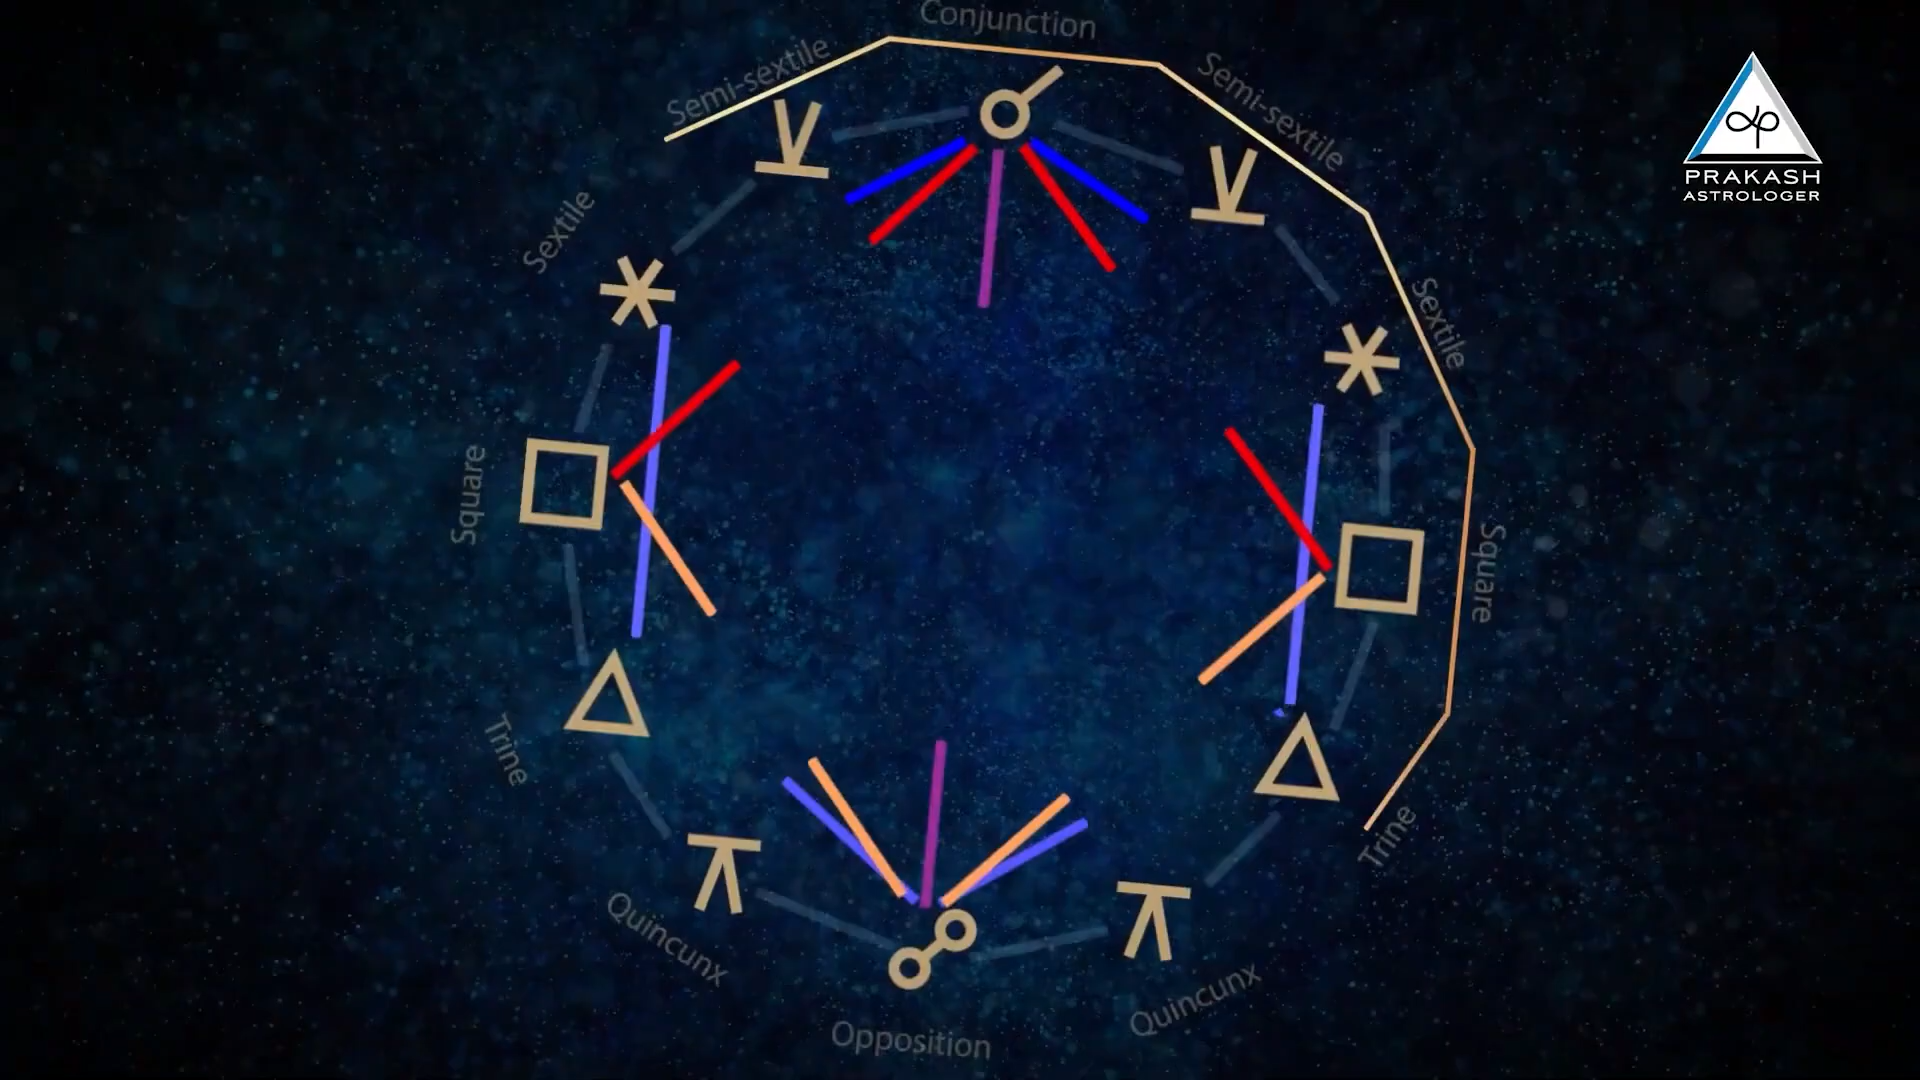 Conjunction
Semi-sextile
Semi-sextile
PRAKASH
ASTROLOGER
Sextile
Sextile
Square
Square
Trine
Trine
Quincunx
Quincunx
Opposition